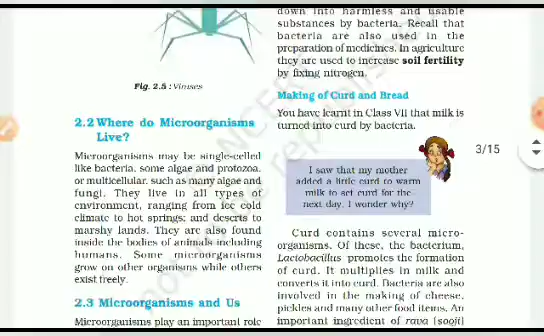 Fig. 2.5 : Viruses
2.2 Where do Microorganisms
Live?
Microorganisms may be single-celled
like bacteria, some algae and protozoa,
or multicellular, such as many algae and
fungi. They live in all types of
environment, ranging from ice cold
climate to hot springs; and deserts to
marshy lands. They are also found
inside the bodies of animals including
humans. Some microorganisms
grow on other organisms while others
exist freely.
2.3 Microorganisms and Us
Microorganisms play an important role
down into harmless and usable
substances by bacteria. Recall that
bacteria are also used in the
preparation of medicines. In agriculture
they are used to increase soil fertility
by fixing nitrogen.
Making of Curd and Bread
You have learnt in Class VII that milk is
turned into curd by bacteria.
I saw that my mother
added a little curd to warm
milk to set curd for the
next day. I wonder why?
Curd contains several micro-
organisms. Of these, the bacterium,
Lactobacillus promotes the formation
of curd. It multiplies in milk and
converts it into curd. Bacteria are also
involved in the making of cheese,
pickles and many other food items. An
important ingredient of rava (sooji)
3/15